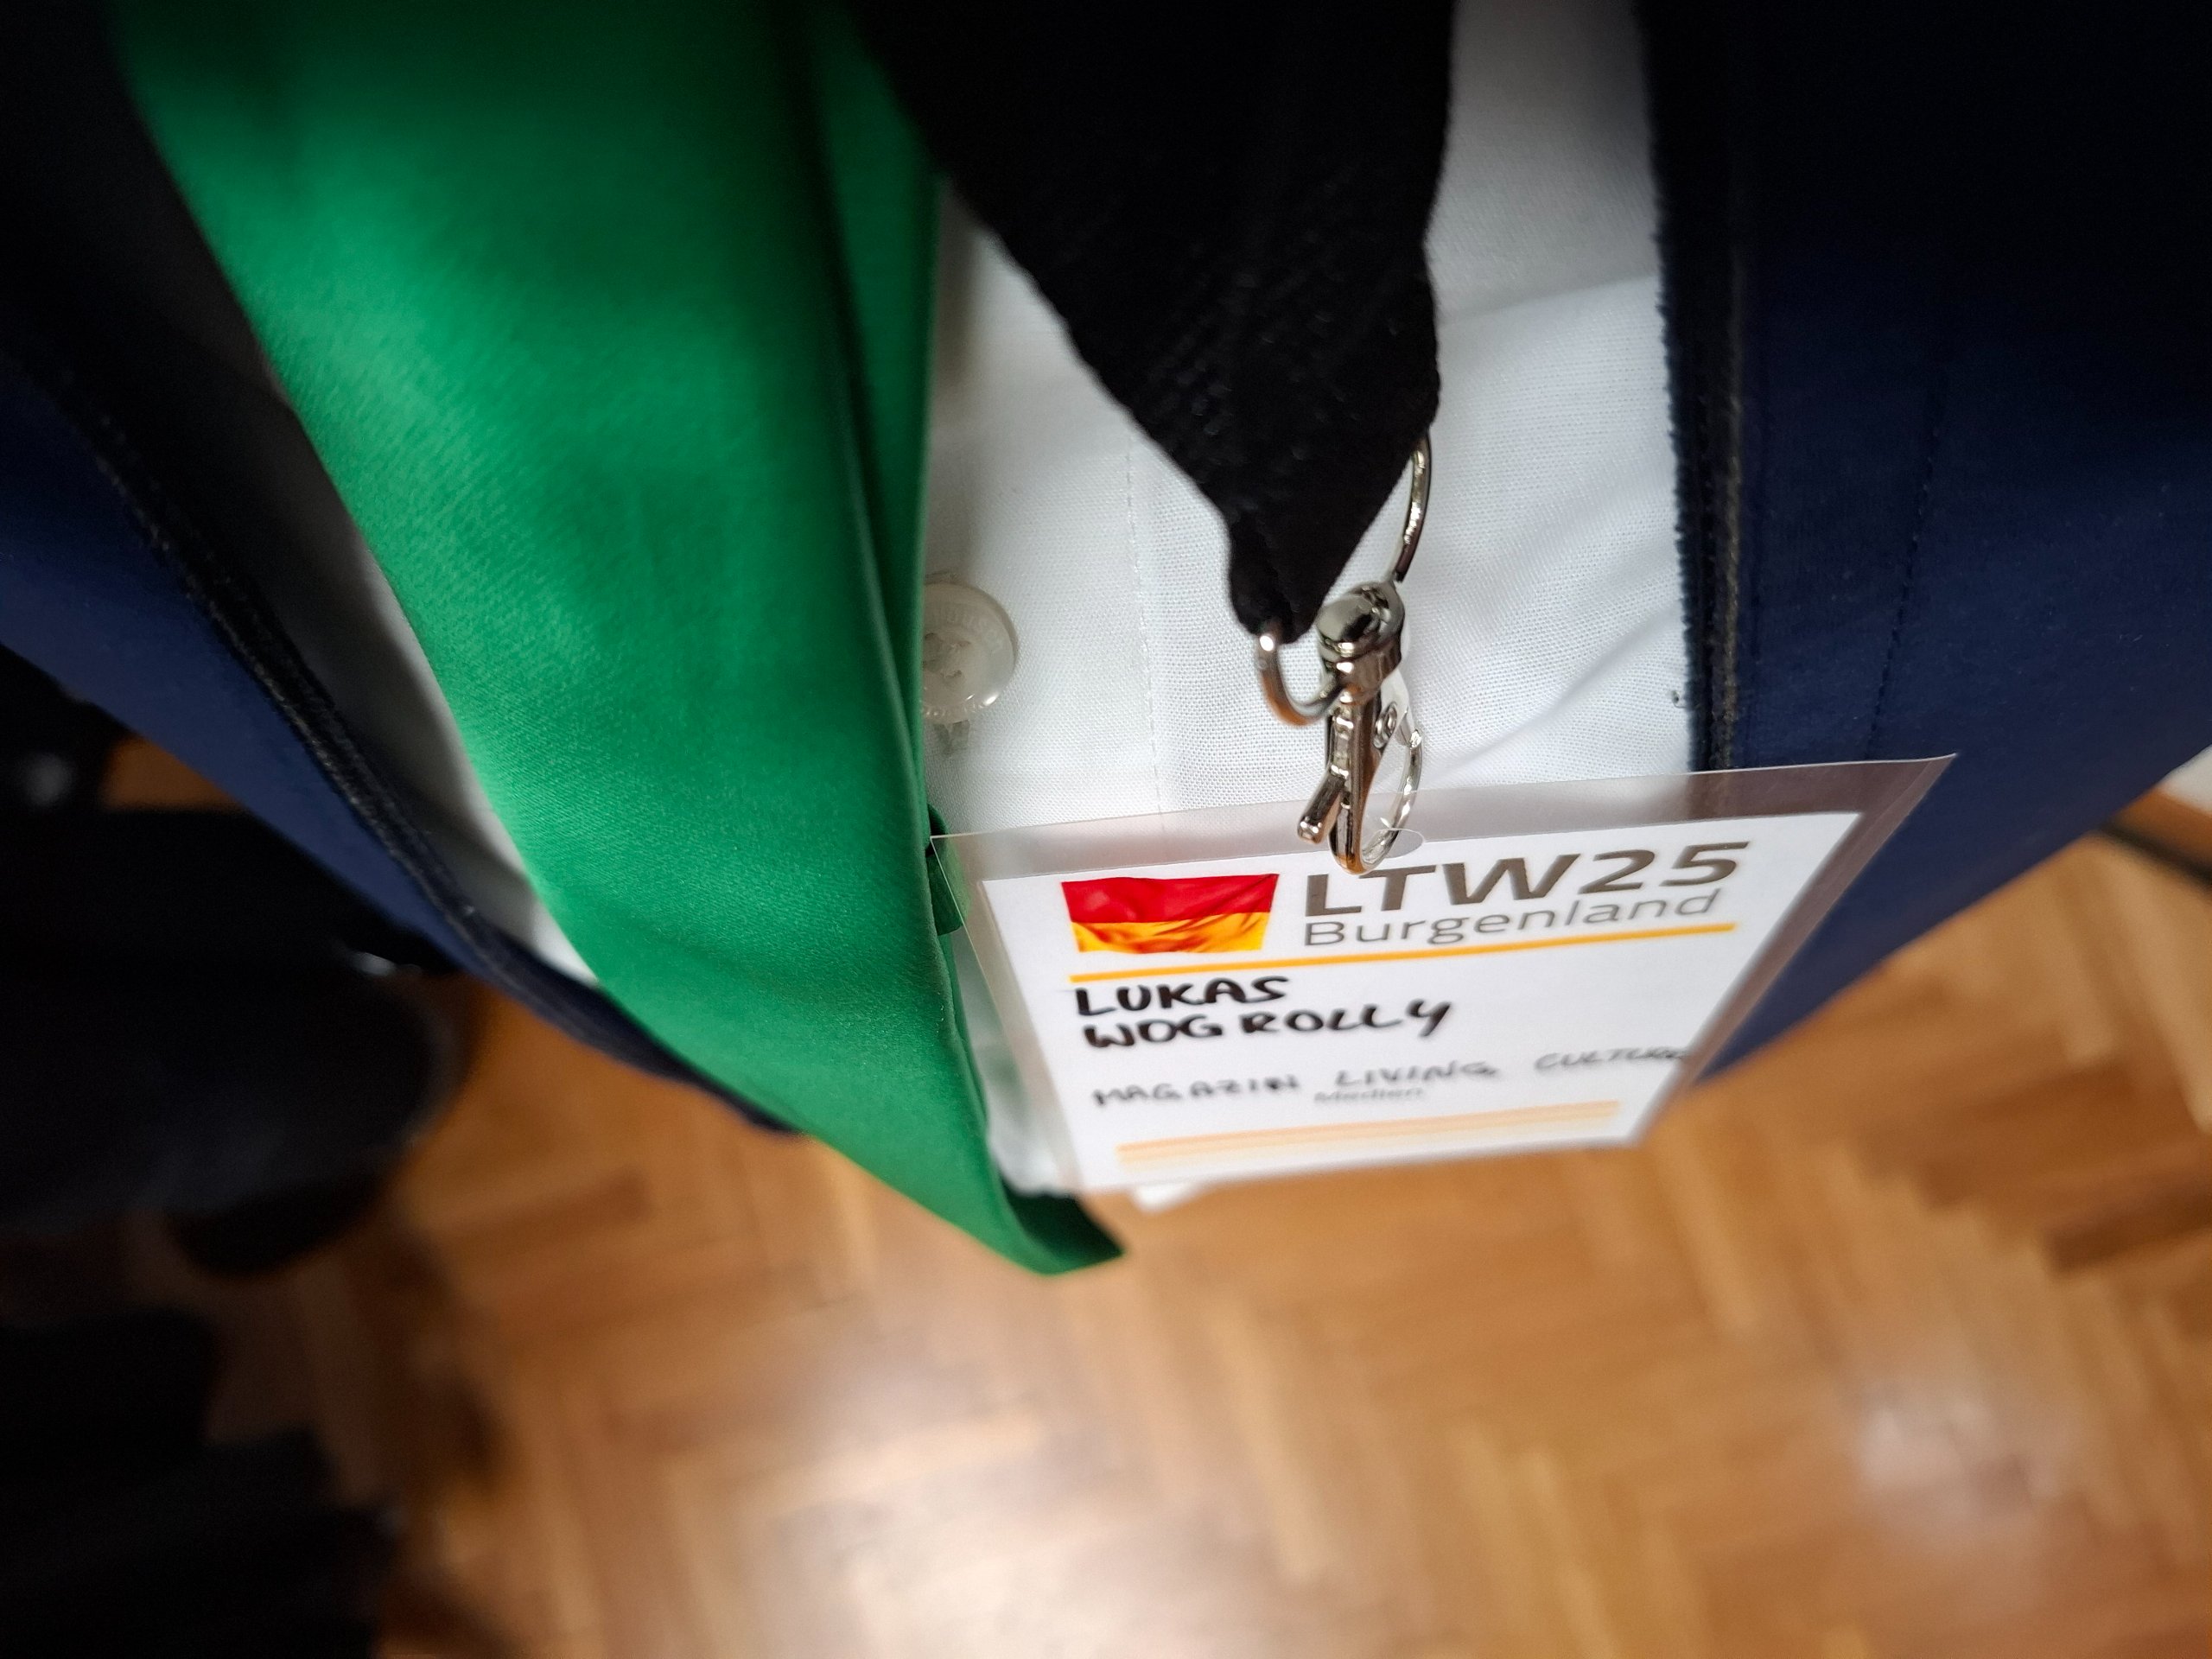 LTW25
Burgenland
LUKAS
WOGROLLY
MAGAZIN LIVING CULTURE
Medien